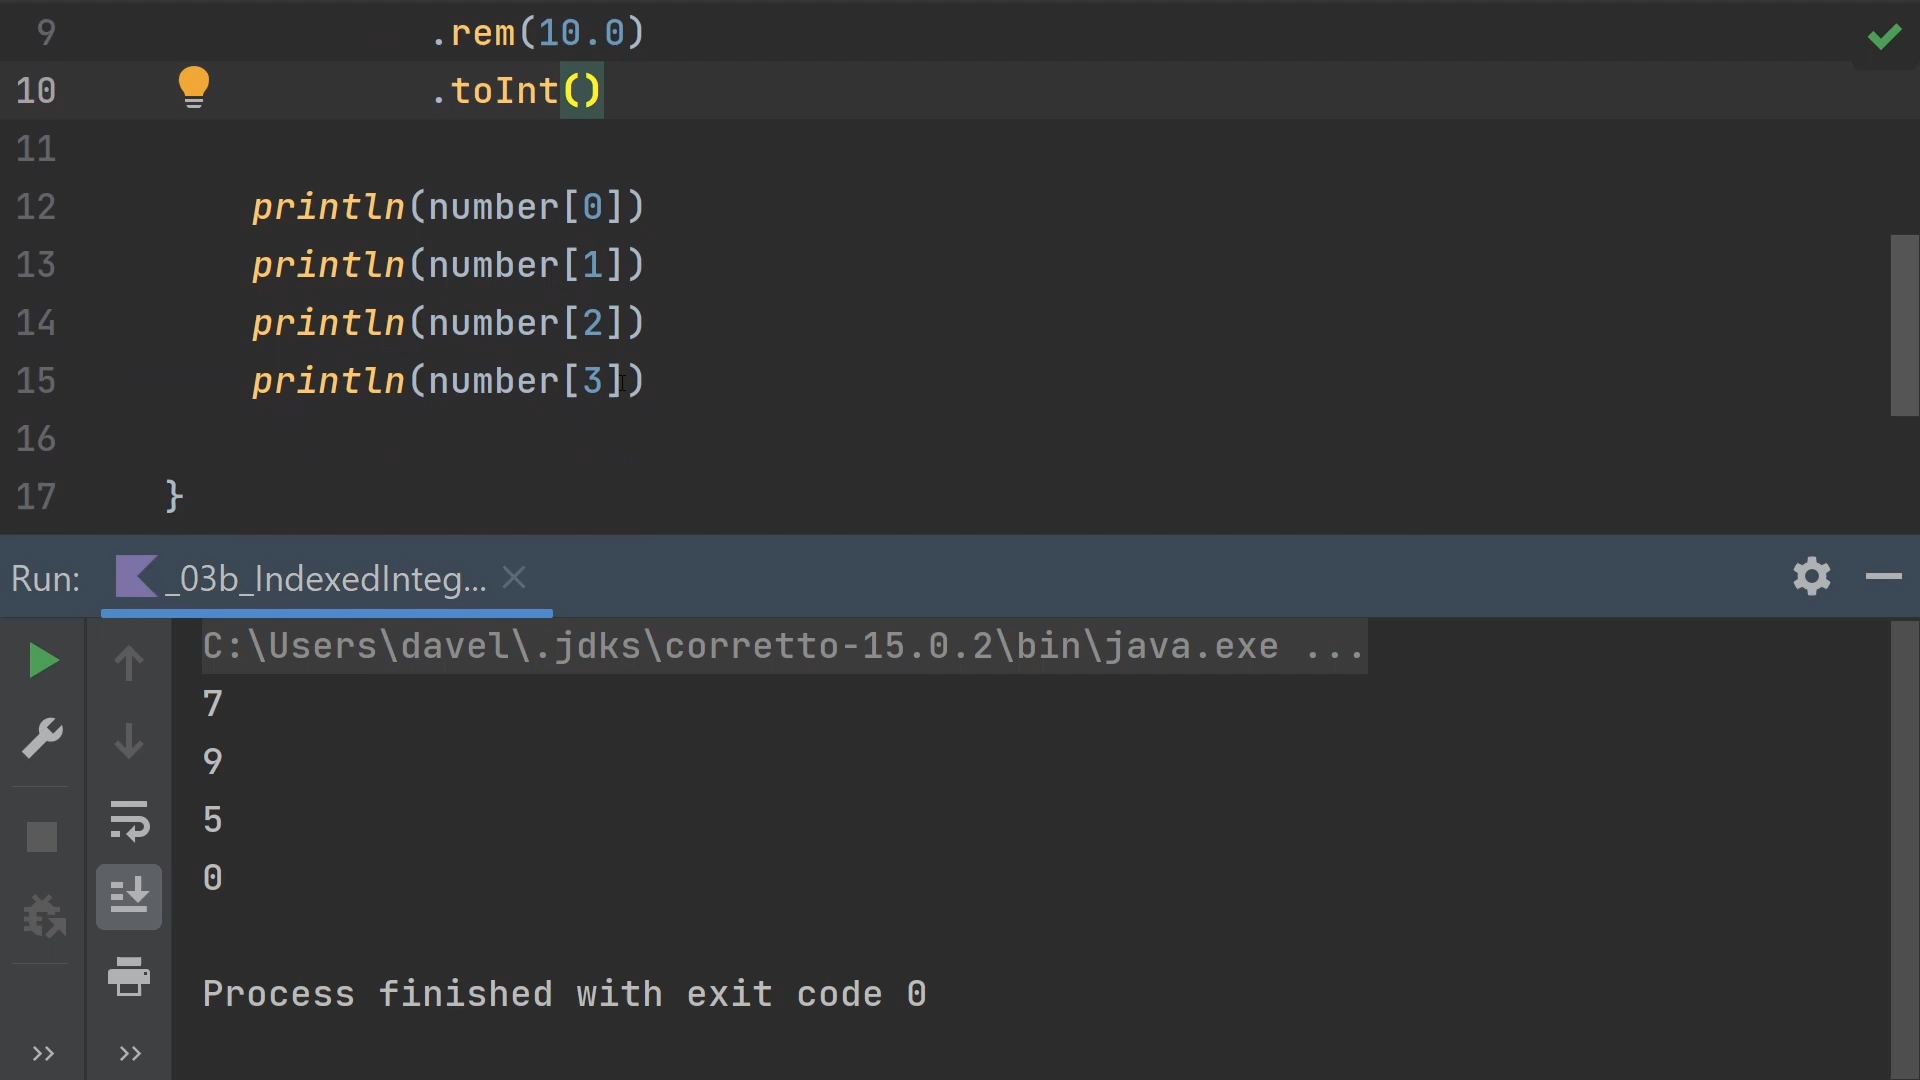 9 .rem(10.0)
10 .toInt()
11
12 println(number[0])
13 println(number[1])
14 println(number[2])
15 println(number[3])
16
17 }
Run: _03b_IndexedInteg...
C:\Users\davel\.jdks\corretto-15.0.2\bin\java.exe ...
7
9
5
0
Process finished with exit code 0